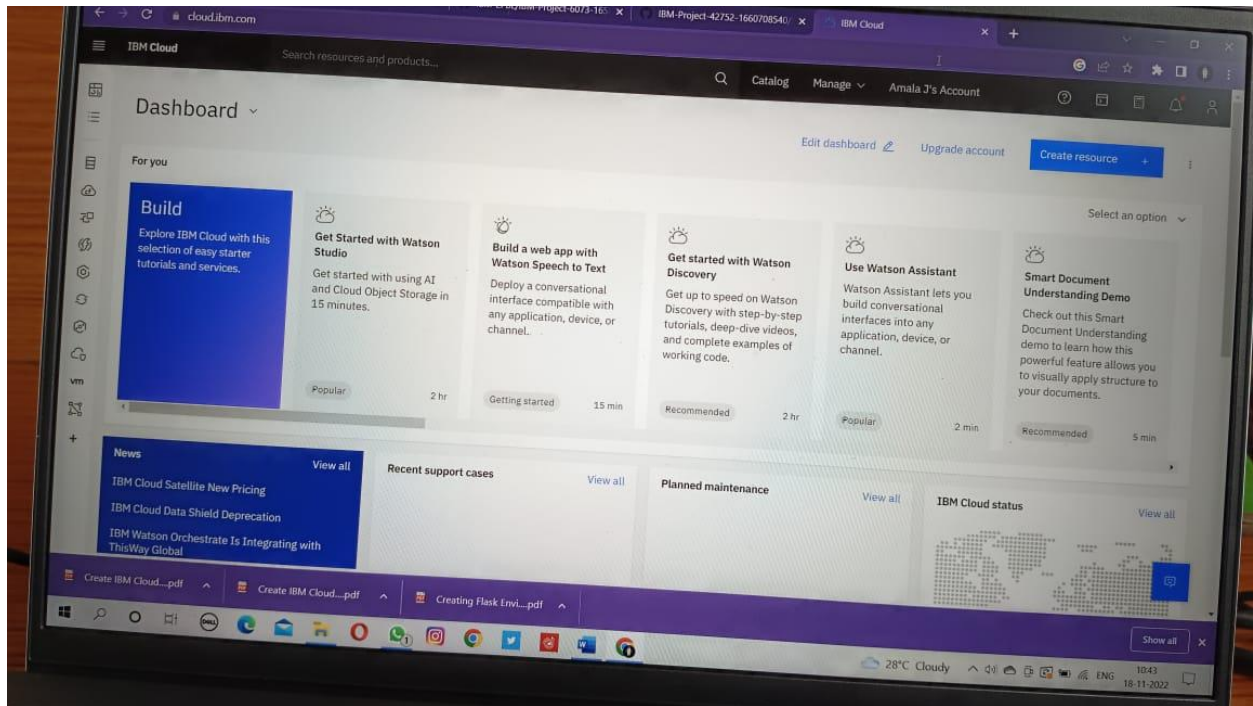 cloud.ibm.com
IBM-Project-6073-165
IBM-Project-42752-1660708540/
IBM Cloud
IBM Cloud
Search resources and products...
Catalog
Manage
Amala J's Account
Dashboard
Edit dashboard
Upgrade account
Create resource +
For you
Select an option
Build
Explore IBM Cloud with this
selection of easy starter
tutorials and services.
Get Started with Watson
Studio
Get started with using AI
and Cloud Object Storage in
15 minutes.
Popular
2 hr
Build a web app with
Watson Speech to Text
Deploy a conversational
interface compatible with
any application, device, or
channel.
Getting started
15 min
Get started with Watson
Discovery
Get up to speed on Watson
Discovery with step-by-step
tutorials, deep-dive videos,
and complete examples of
working code.
Recommended
2 hr
Use Watson Assistant
Watson Assistant lets you
build conversational
interfaces into any
application, device, or
channel.
Popular
2 min
Smart Document
Understanding Demo
Check out this Smart
Document Understanding
demo to learn how this
powerful feature allows you
to visually apply structure to
your documents.
Recommended
5 min
vm
News
View all
IBM Cloud Satellite New Pricing
IBM Cloud Data Shield Deprecation
IBM Watson Orchestrate Is Integrating with
ThisWay Global
Recent support cases
View all
Planned maintenance
View all
IBM Cloud status
View all
Create IBM Cloud....pdf
Create IBM Cloud....pdf
Creating Flask Envi....pdf
Show all
DELL
28°C Cloudy
ENG
10:43
18-11-2022